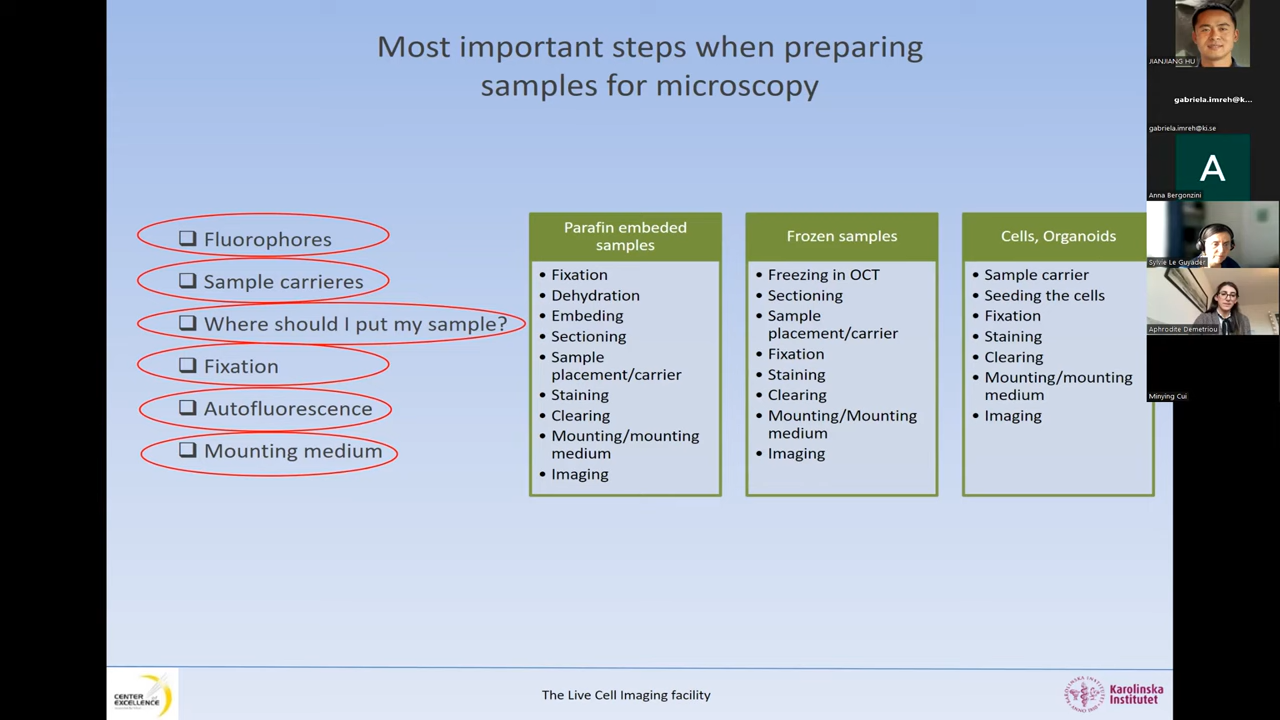 Most important steps when preparing
samples for microscopy
❑ Fluorophores
❑ Sample carrieres
❑ Where should I put my sample?
❑ Fixation
❑ Autofluorescence
❑ Mounting medium
Parafin embeded
samples
• Fixation
• Dehydration
• Embeding
• Sectioning
• Sample
placement/carrier
• Staining
• Clearing
• Mounting/mounting
medium
• Imaging
Frozen samples
• Freezing in OCT
• Sectioning
• Sample
placement/carrier
• Fixation
• Staining
• Clearing
• Mounting/Mounting
medium
• Imaging
Cells, Organoids
• Sample carrier
• Seeding the cells
• Fixation
• Staining
• Clearing
• Mounting/mounting
medium
• Imaging
JIANJIANG HU
gabriela.imreh@k...
gabriela.imreh@ki.se
A
Anna Bergonzini
Sylvie Le Guyader
Aphrodite Demetriou
Minying Cui
CENTER OF
EXCELLENCE
The Live Cell Imaging facility
Karolinska
Institutet